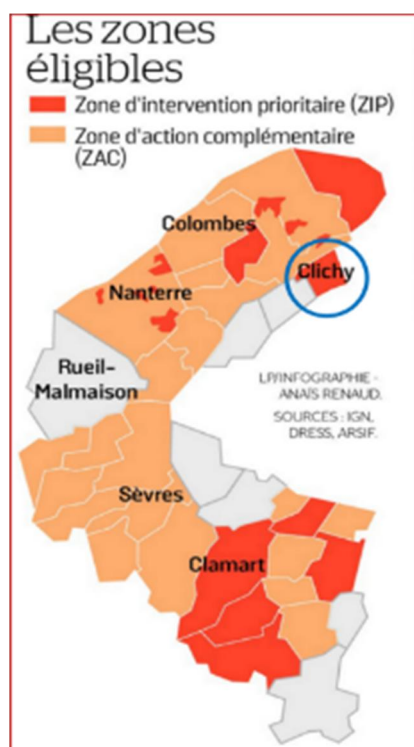 Les zones
éligibles
Zone d'intervention prioritaire (ZIP)
Zone d'action complémentaire
(ZAC)
Colombes
Clichy
Nanterre
Rueil-
Malmaison
LP/INFOGRAPHIE -
ANAÏS RENAUD.
SOURCES : IGN,
DRESS, ARSIF.
Sèvres
Clamart